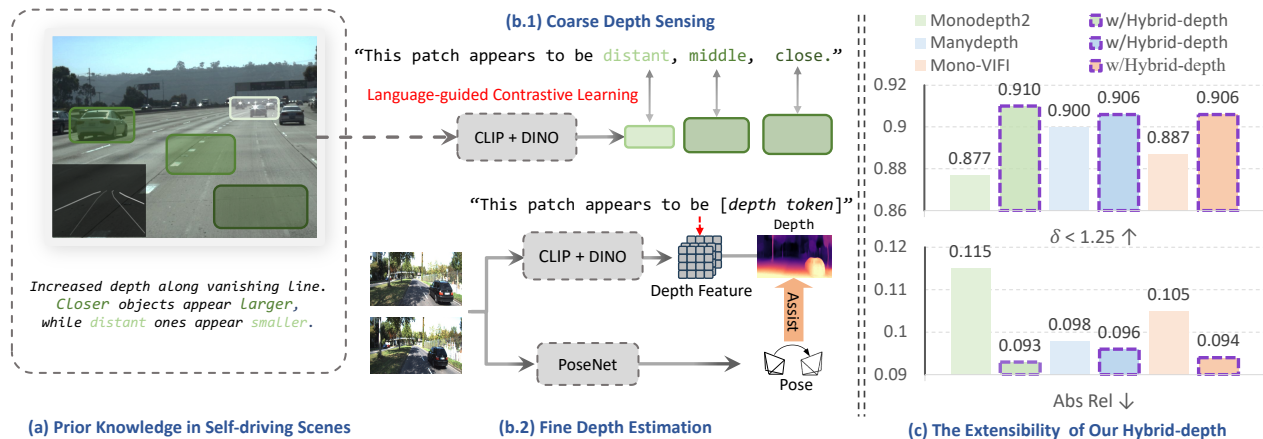 Increased depth along vanishing line.
Closer objects appear larger,
while distant ones appear smaller.
(a) Prior Knowledge in Self-driving Scenes
(b.1) Coarse Depth Sensing
“This patch appears to be distant, middle, close.”
Language-guided Contrastive Learning
CLIP + DINO
“This patch appears to be [depth token]”
CLIP + DINO
Depth Feature
Depth
Assist
PoseNet
Pose
(b.2) Fine Depth Estimation
Monodepth2 w/Hybrid-depth
Manydepth w/Hybrid-depth
Mono-VIFI w/Hybrid-depth
0.92
0.9
0.88
0.86
0.877
0.910
0.900
0.906
0.887
0.906
δ < 1.25 ↑
0.12
0.11
0.1
0.09
0.115
0.093
0.098
0.096
0.105
0.094
Abs Rel ↓
(c) The Extensibility of Our Hybrid-depth